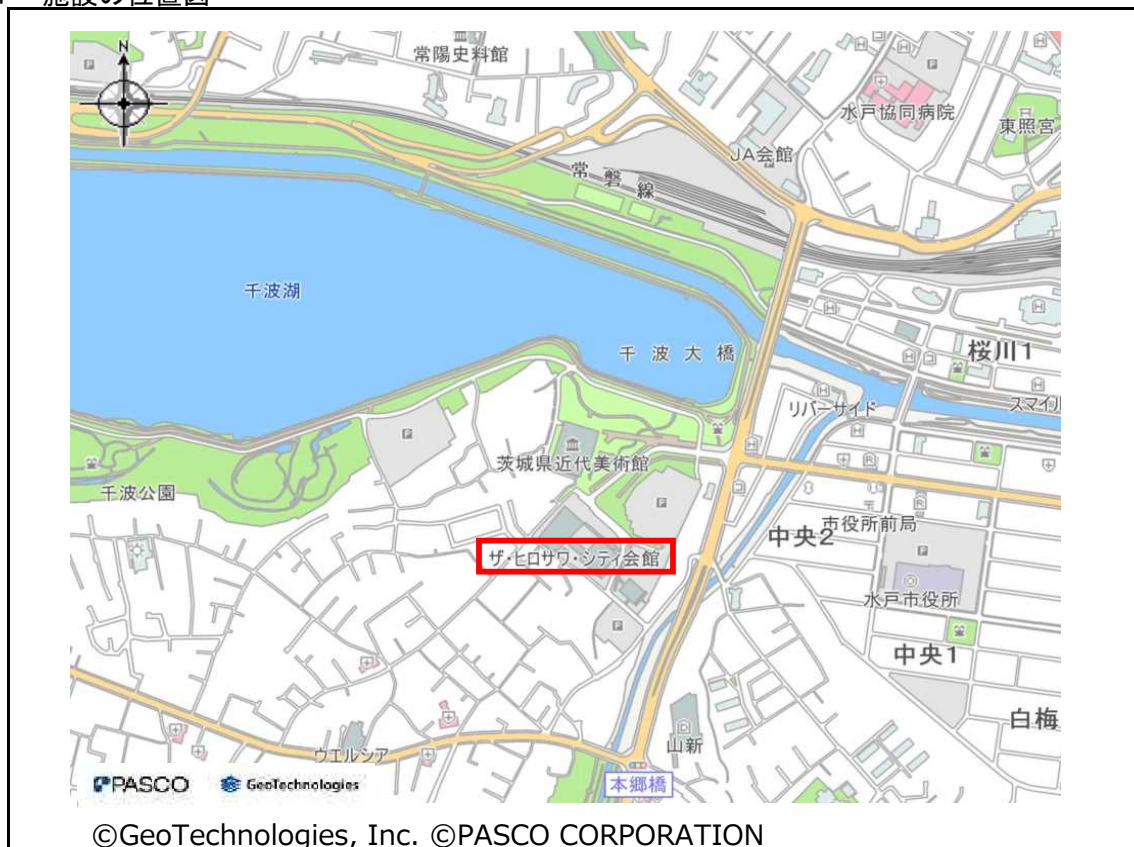 施設の位置図
N
常陽史料館
水戸協同病院
東照宮
JA会館
常磐線
千波湖
千波大橋
桜川1
リバーサイド
スマイル
茨城県近代美術館
千波公園
市役所前局
中央2
ザ・ヒロサワ・シティ会館
水戸市役所
中央1
白梅
山新
ウエルシア
本郷橋
PASCO
GeoTechnologies
©GeoTechnologies, Inc. ©PASCO CORPORATION